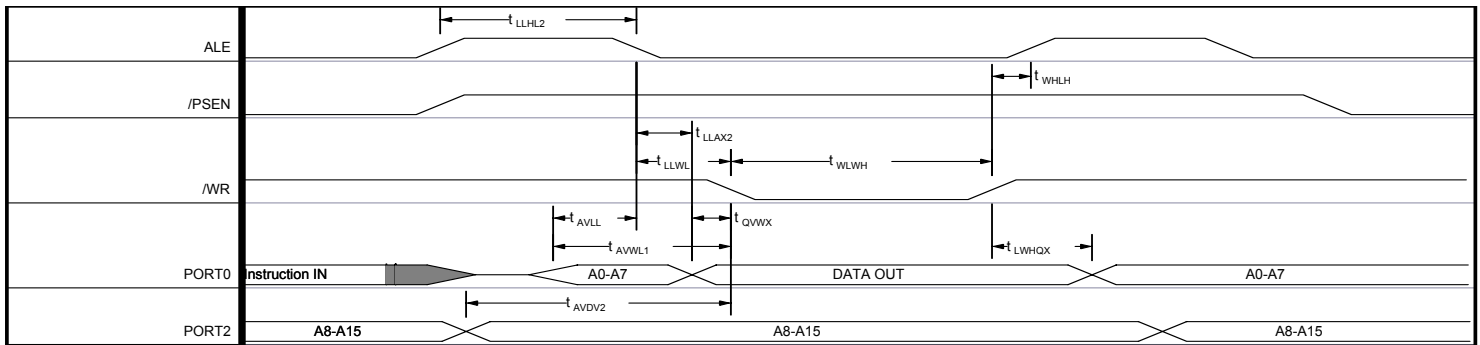 t LLHL2
ALE
t WHLH
/PSEN
t LLAX2
t LLWL
t WLWH
/WR
t AVLL
t QVWX
t AVWL1
t LWHQX
PORT0
Instruction IN
A0-A7
DATA OUT
A0-A7
t AVDV2
PORT2
A8-A15
A8-A15
A8-A15